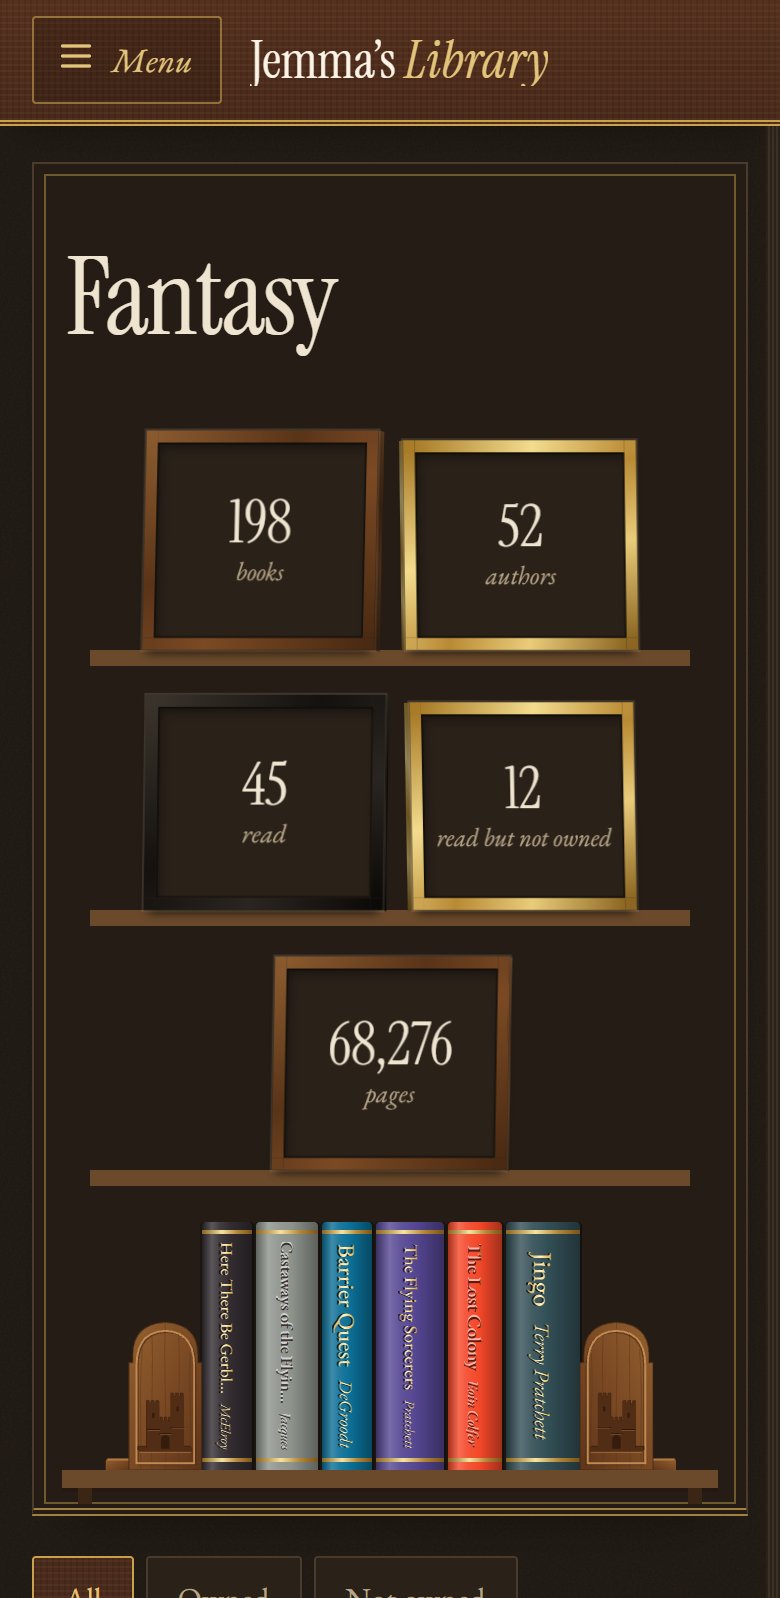 Menu
Jemma’s Library
Fantasy
198
books
52
authors
45
read
12
read but not owned
68,276
pages
Here There Be Gerbl... McElroy
Castaways of the Flyin... Jaques
Barrier Quest DeGroodt
The Flying Sorcerers Pratchett
The Lost Colony Eoin Colfer
Jingo Terry Pratchett
All
Owned
Not owned